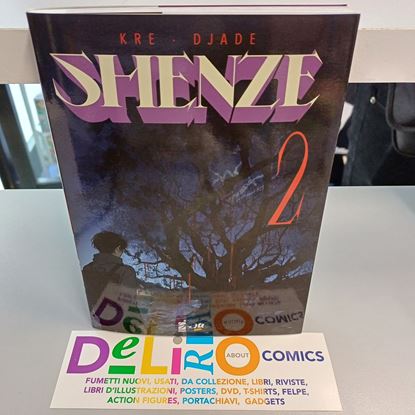 KRE · DJADE
SHENZE
2
DeLiRiO ABOUT COMICS
FUMETTI NUOVI, USATI, DA COLLEZIONE, LIBRI, RIVISTE,
LIBRI D'ILLUSTRAZIONI, POSTERS, DVD, T-SHIRTS, FELPE,
ACTION FIGURES, PORTACHIAVI, GADGETS